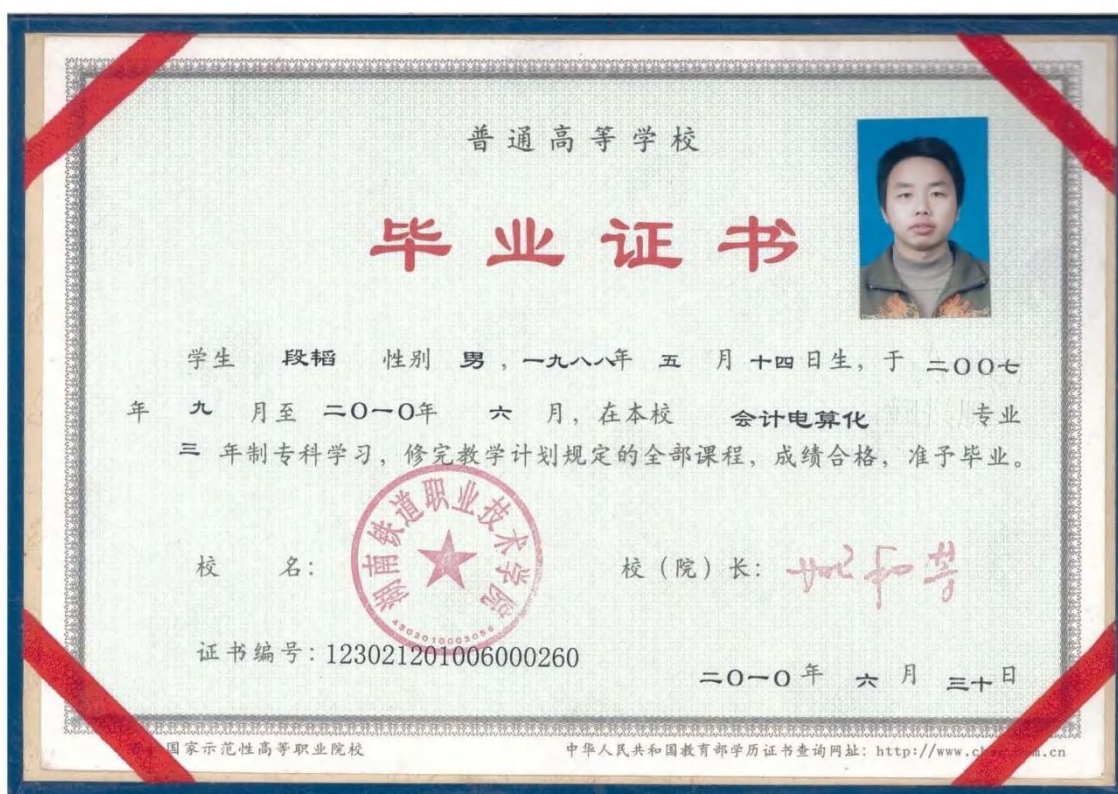 普通高等学校
毕业证书
学生 段韬 性别 男，一九八八年 五 月 十四日生，于 二〇〇七
年 九 月至 二〇一〇年 六 月，在本校 会计电算化 专业
三 年制专科学习，修完教学计划规定的全部课程，成绩合格，准予毕业。
校 名：
湖南铁道职业技术学院
4302010003056
校（院）长：
证书编号：123021201006000260
二〇一〇 年 六 月 三十日
国家示范性高等职业院校
中华人民共和国教育部学历证书查询网址：http://www.